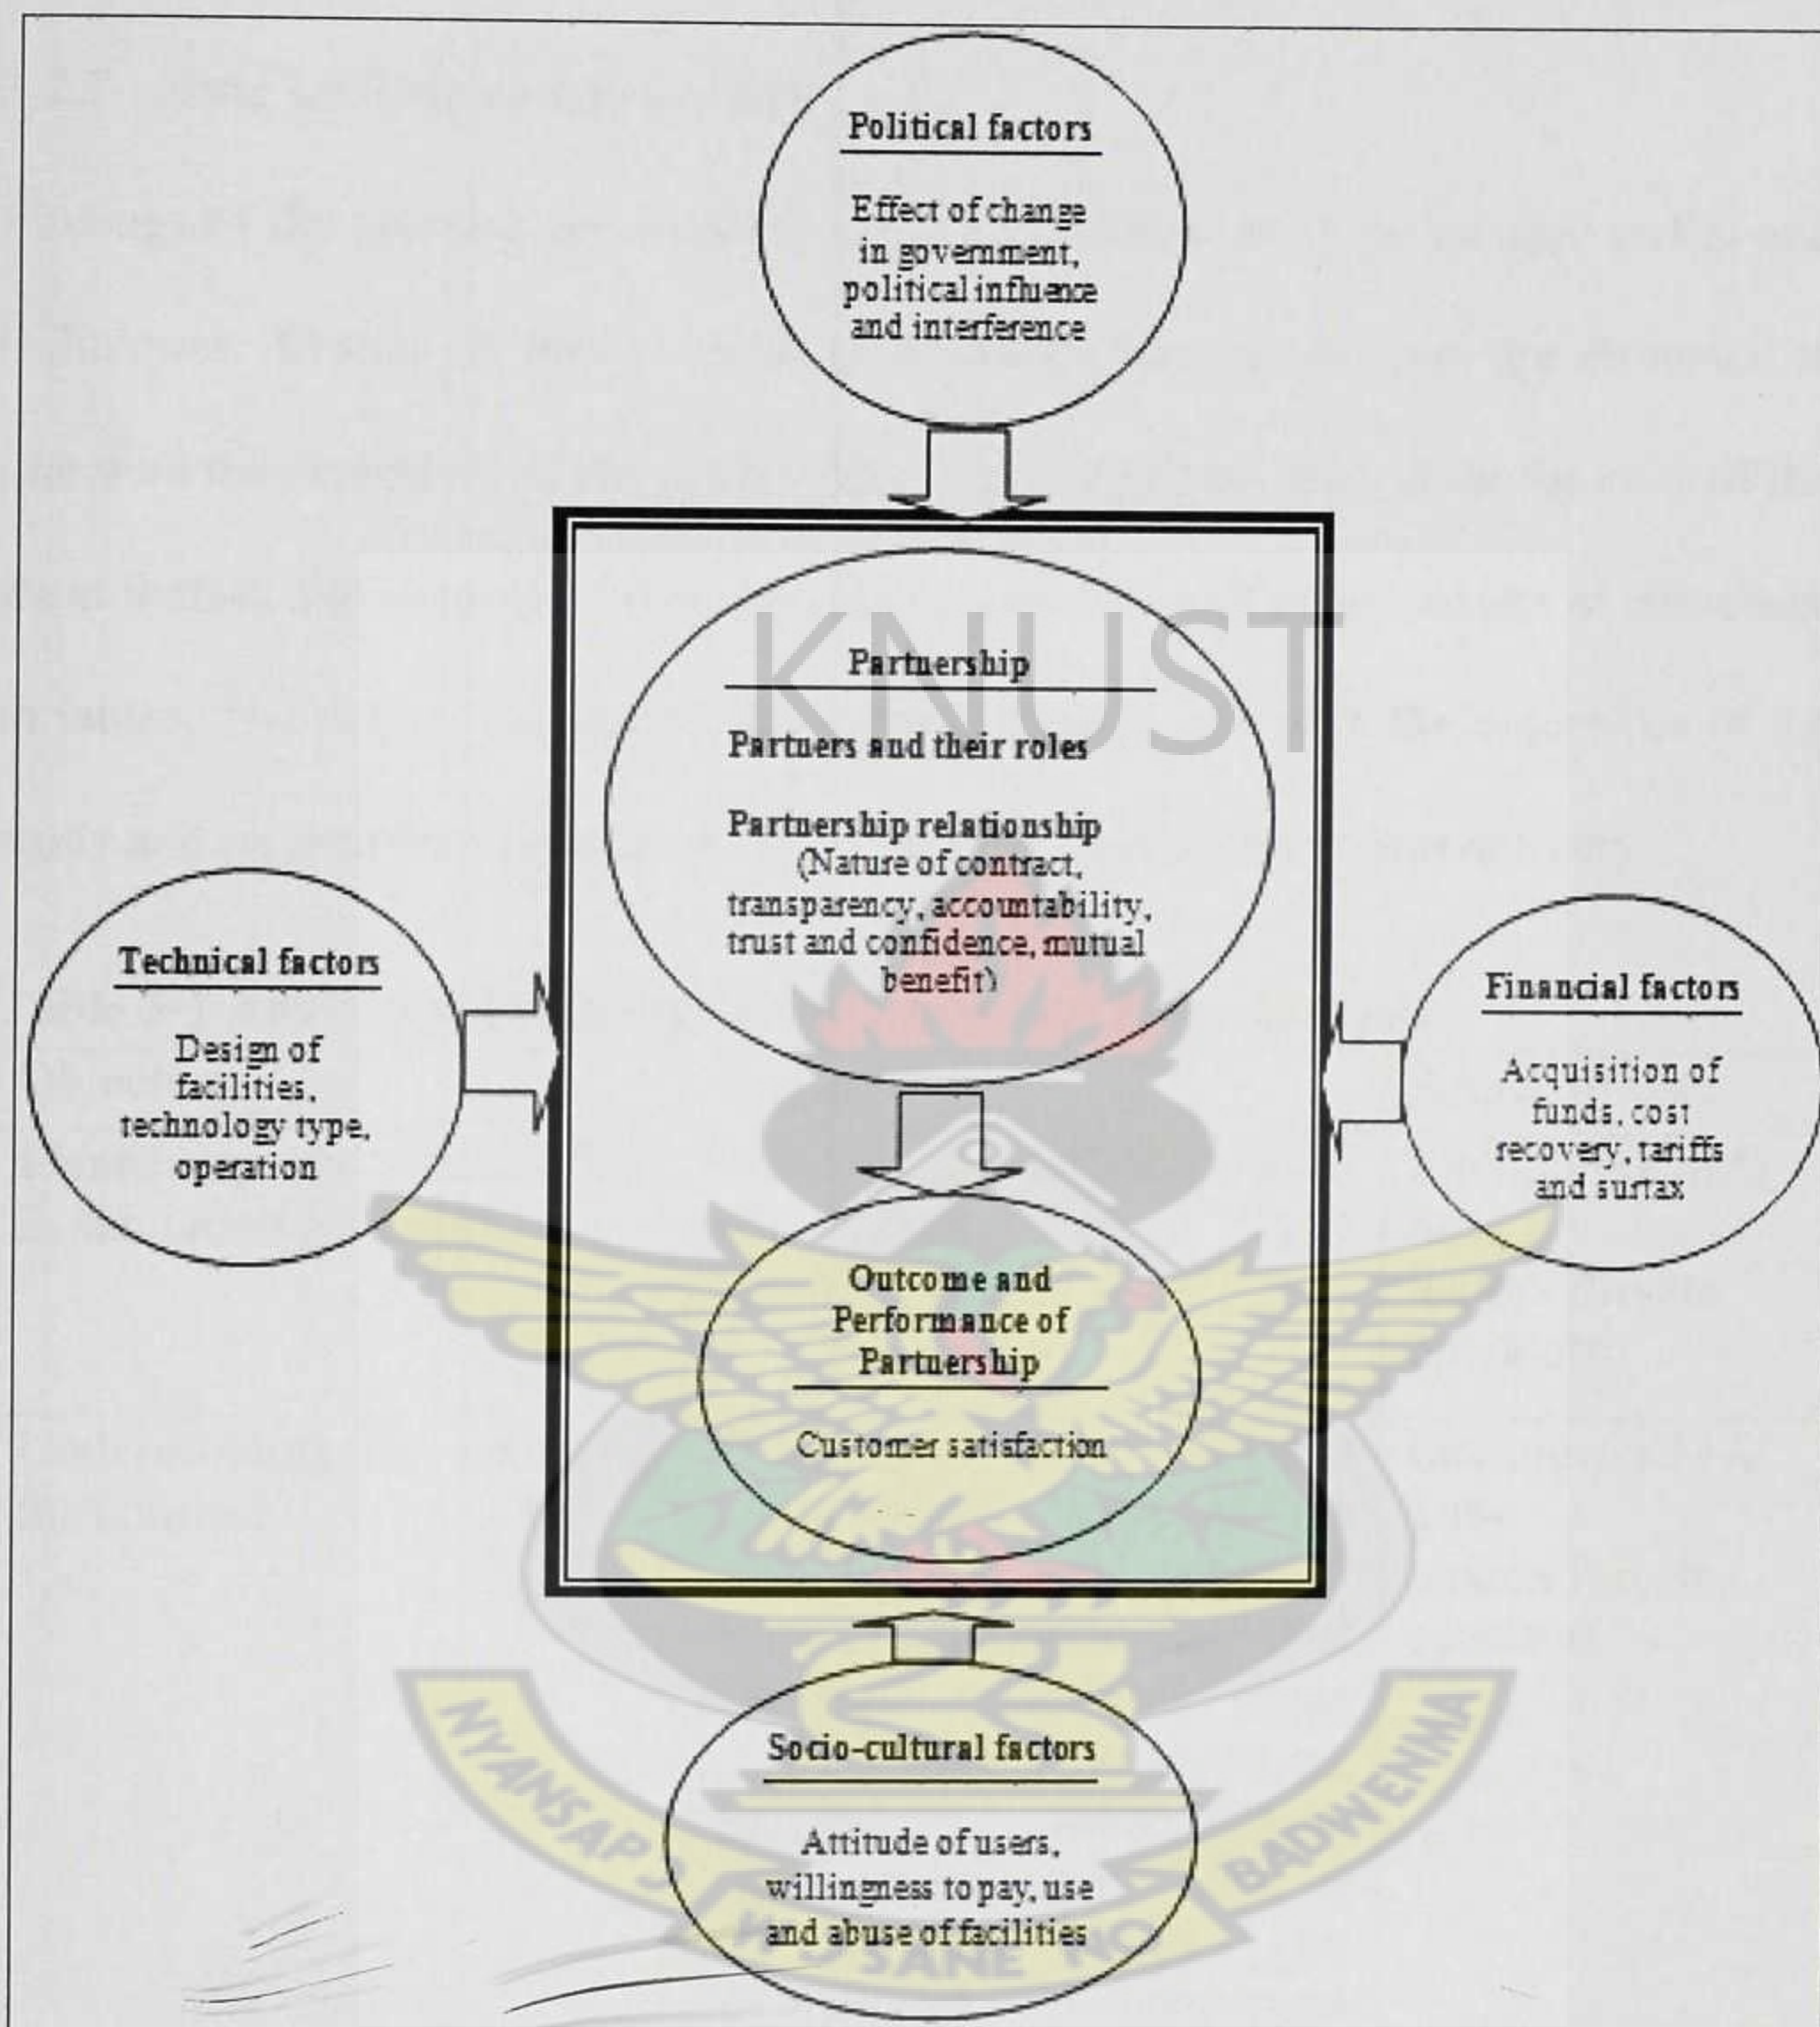 Political factors
Effect of change
in government,
political influence
and interference
KNUST
Partnership
Partners and their roles
Partnership relationship
(Nature of contract,
transparency, accountability,
trust and confidence, mutual
benefit)
Technical factors
Design of
facilities,
technology type,
operation
Financial factors
Acquisition of
funds, cost
recovery, tariffs
and surtax
Outcome and
Performance of
Partnership
Customer satisfaction
Socio-cultural factors
Attitude of users,
willingness to pay, use
and abuse of facilities
NYANSAP
SANE NO
BADWENMA